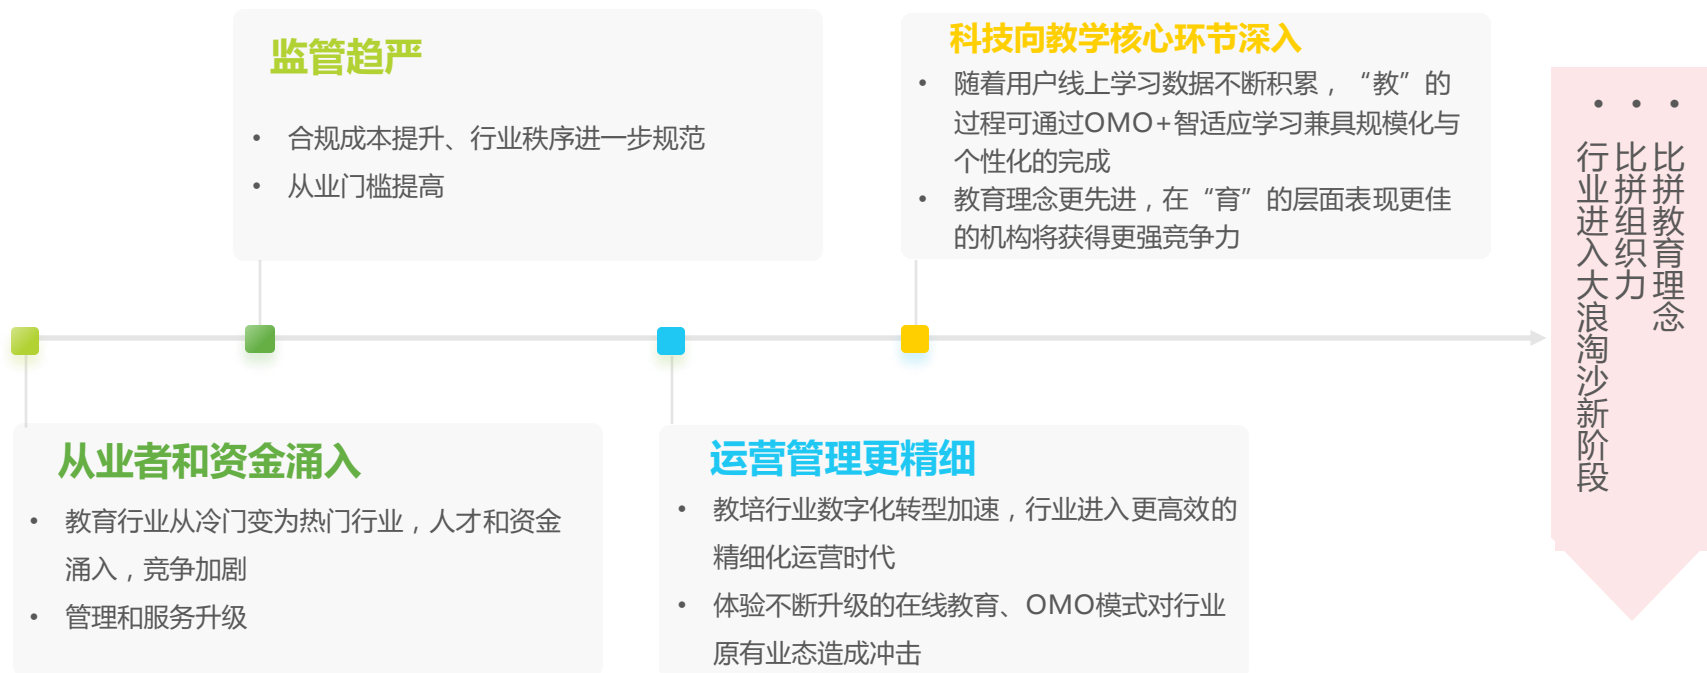 监管趋严
• 合规成本提升、行业秩序进一步规范
• 从业门槛提高
科技向教学核心环节深入
• 随着用户线上学习数据不断积累，“教”的
过程可通过OMO+智适应学习兼具规模化与
个性化的完成
• 教育理念更先进，在“育”的层面表现更佳
的机构将获得更强竞争力
从业者和资金涌入
• 教育行业从冷门变为热门行业，人才和资金
涌入，竞争加剧
• 管理和服务升级
运营管理更精细
• 教培行业数字化转型加速，行业进入更高效的
精细化运营时代
• 体验不断升级的在线教育、OMO模式对行业
原有业态造成冲击
• 比拼教育理念
• 比拼组织力
• 行业进入大浪淘沙新阶段